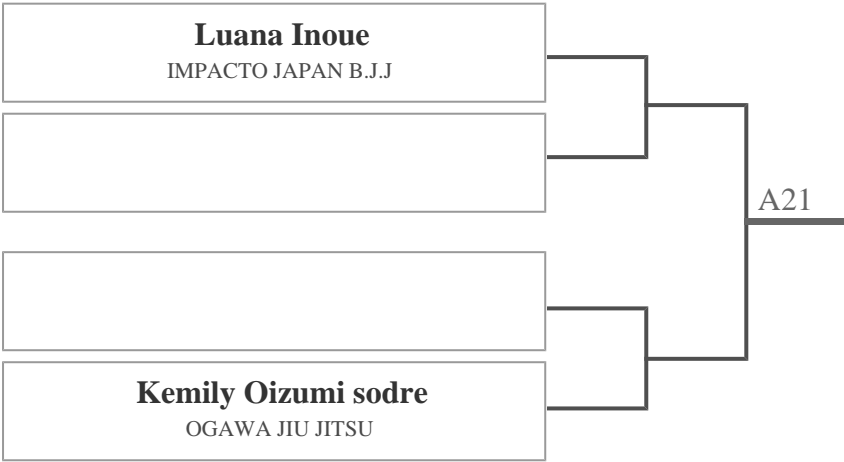 Luana Inoue
IMPACTO JAPAN B.J.J
A21
Kemily Oizumi sodre
OGAWA JIU JITSU